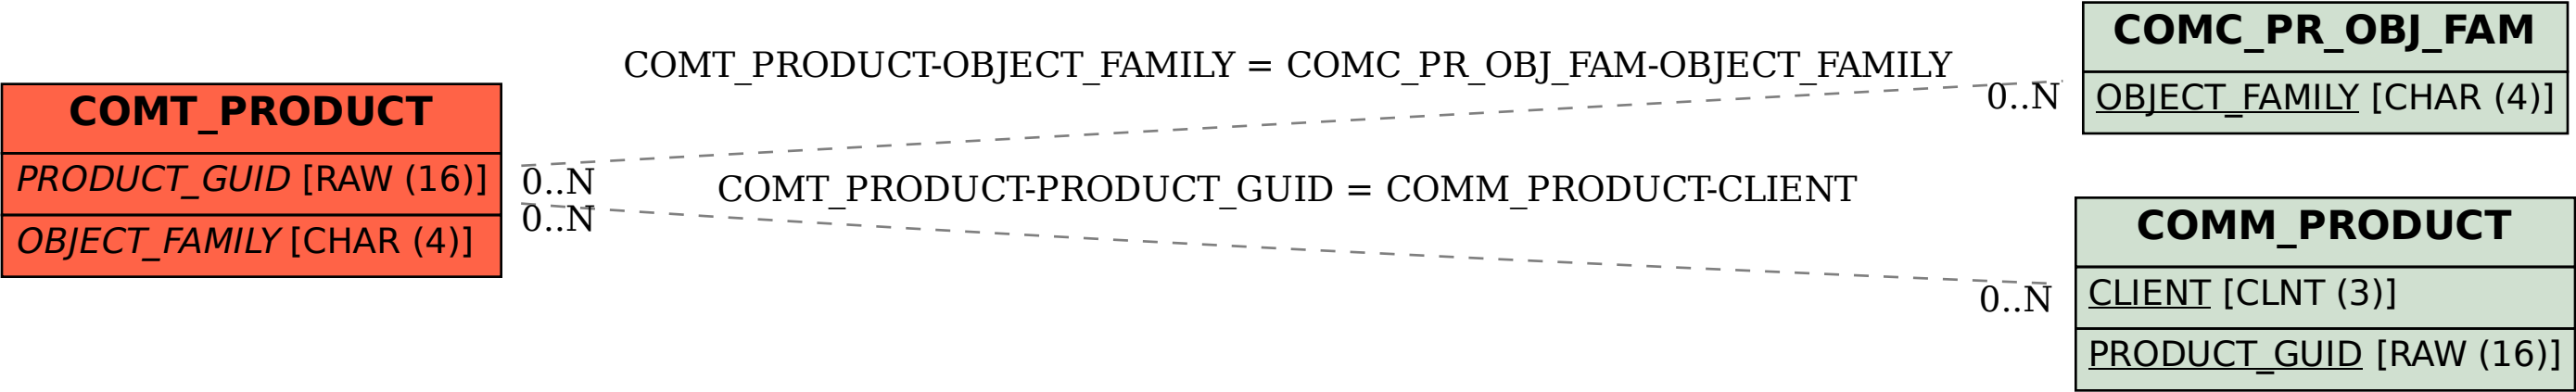 COMT_PRODUCT
PRODUCT_GUID [RAW (16)]
OBJECT_FAMILY [CHAR (4)]
COMT_PRODUCT-OBJECT_FAMILY = COMC_PR_OBJ_FAM-OBJECT_FAMILY
0..N
0..N
COMT_PRODUCT-PRODUCT_GUID = COMM_PRODUCT-CLIENT
0..N
0..N
COMC_PR_OBJ_FAM
OBJECT_FAMILY [CHAR (4)]
COMM_PRODUCT
CLIENT [CLNT (3)]
PRODUCT_GUID [RAW (16)]